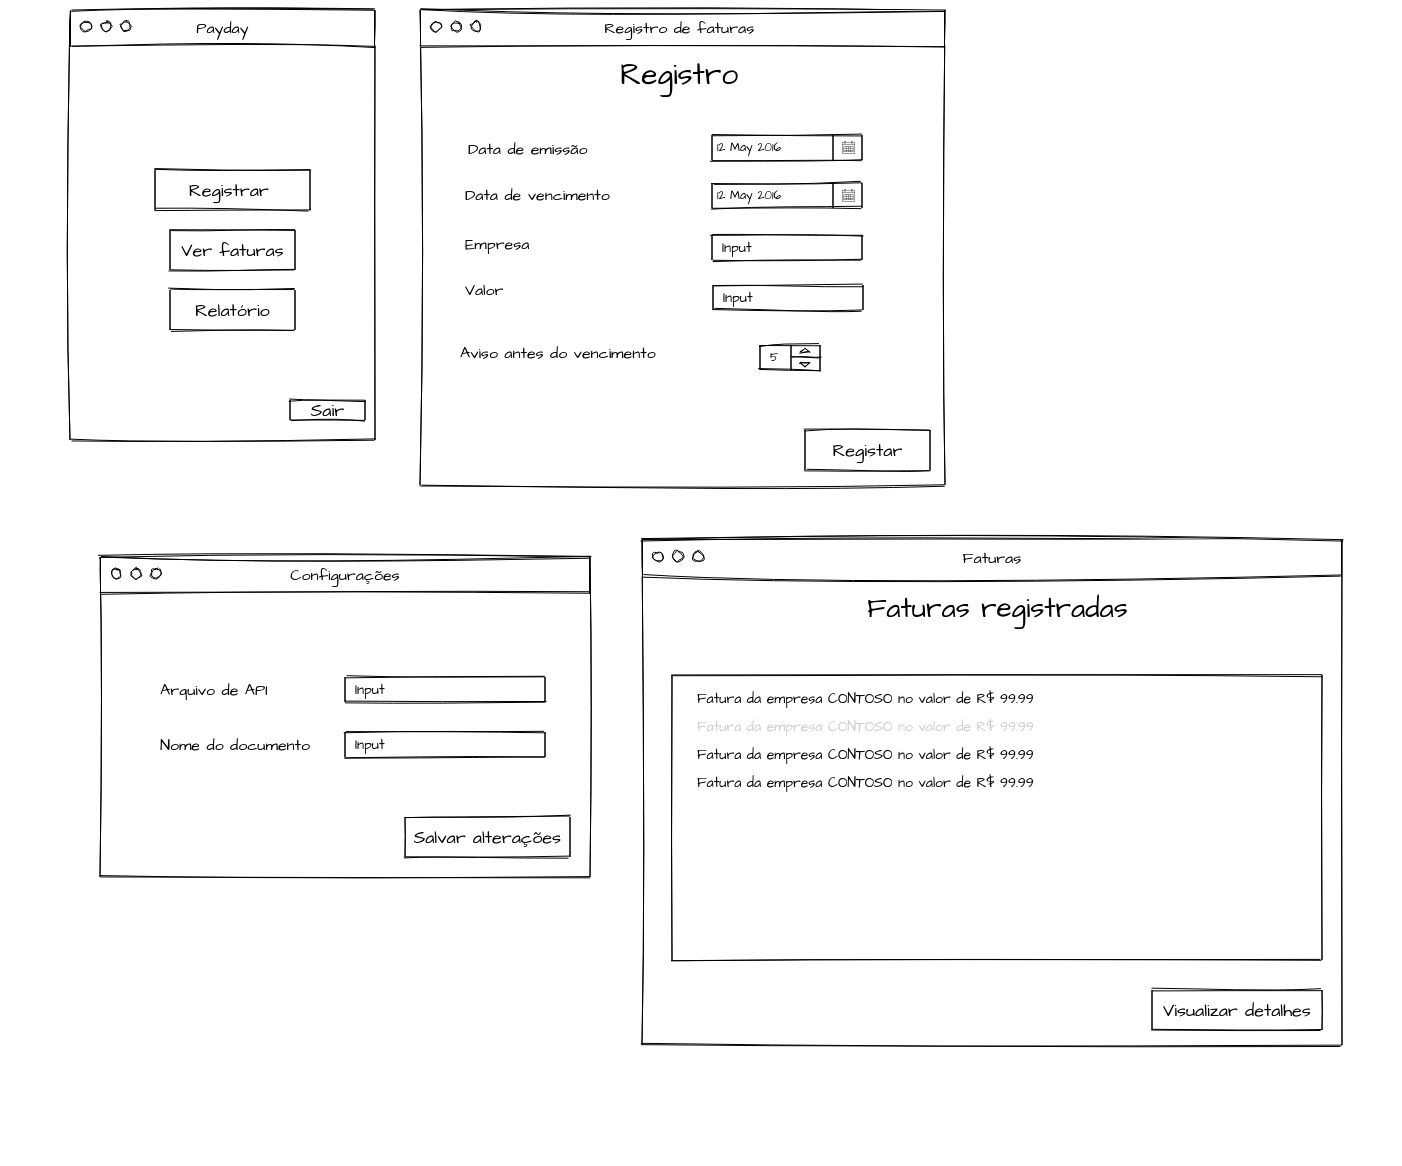 Payday
Registrar
Ver faturas
Relatório
Sair
Registro de faturas
Registro
Data de emissão
12 May 2016
Data de vencimento
12 May 2016
Empresa
Input
Valor
Input
Aviso antes do vencimento
5
Registar
Configurações
Arquivo de API
Input
Nome do documento
Input
Salvar alterações
Faturas
Faturas registradas
Fatura da empresa CONTOSO no valor de R$ 99.99
Fatura da empresa CONTOSO no valor de R$ 99.99
Fatura da empresa CONTOSO no valor de R$ 99.99
Fatura da empresa CONTOSO no valor de R$ 99.99
Visualizar detalhes